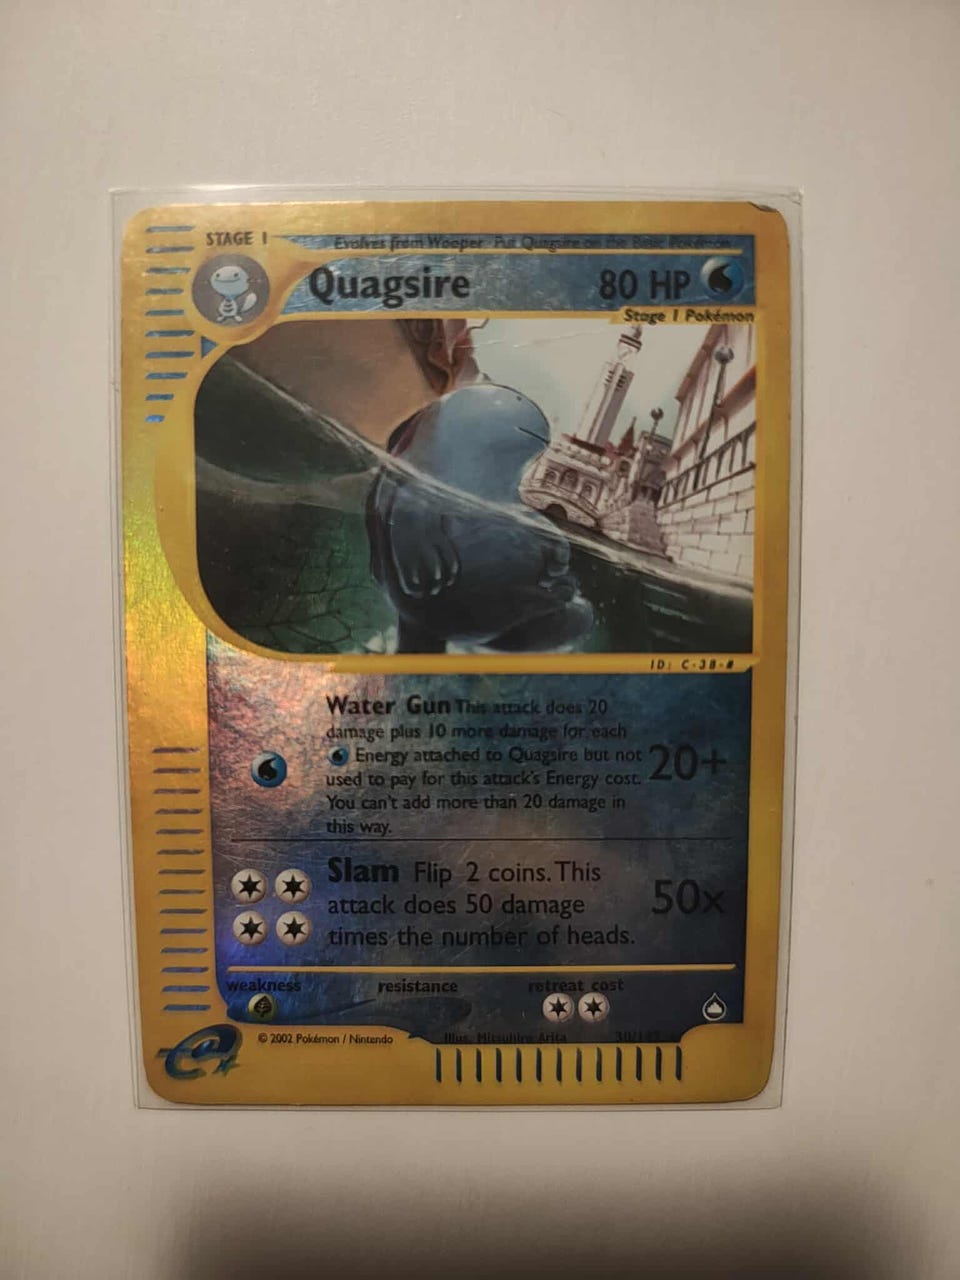 STAGE 1
Evolves from Wooper Put Quagsire on the Basic Pokémon
Quagsire 80 HP
Stage 1 Pokémon
ID: C-38-#
Water Gun This attack does 20
damage plus 10 more damage for each
Energy attached to Quagsire but not
used to pay for this attack's Energy cost.
You can't add more than 20 damage in
this way.
20+
Slam Flip 2 coins. This
attack does 50 damage
times the number of heads.
50x
weakness resistance retreat cost
© 2002 Pokémon / Nintendo
Illus. Mitsuhiro Arita
30/147
e